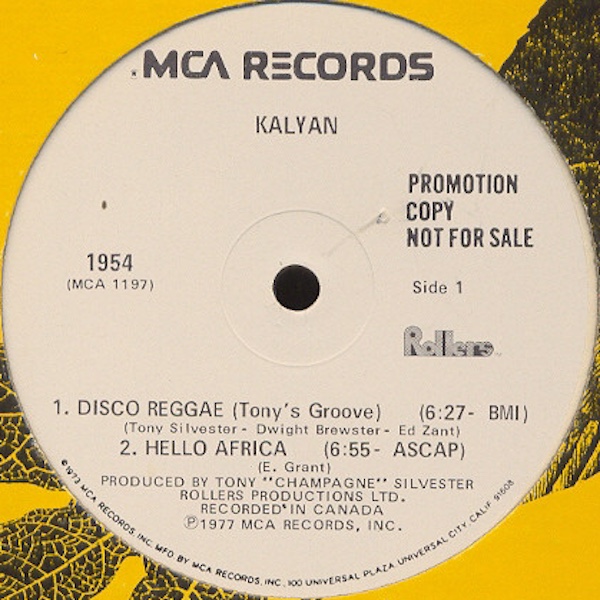 MCA RECORDS
KALYAN
PROMOTION
COPY
NOT FOR SALE
1954
(MCA 1197)
Side 1
Rollers
1. DISCO REGGAE (Tony's Groove) (6:27- BMI)
(Tony Silvester - Dwight Brewster - Ed Zant)
2. HELLO AFRICA (6:55- ASCAP)
(E. Grant)
PRODUCED BY TONY "CHAMPAGNE" SILVESTER
ROLLERS PRODUCTIONS LTD.
RECORDED IN CANADA
Ⓟ1977 MCA RECORDS, INC.
©1973 MCA RECORDS, INC. MFD BY MCA RECORDS, INC., 100 UNIVERSAL PLAZA, UNIVERSAL CITY, CALIF. 91608